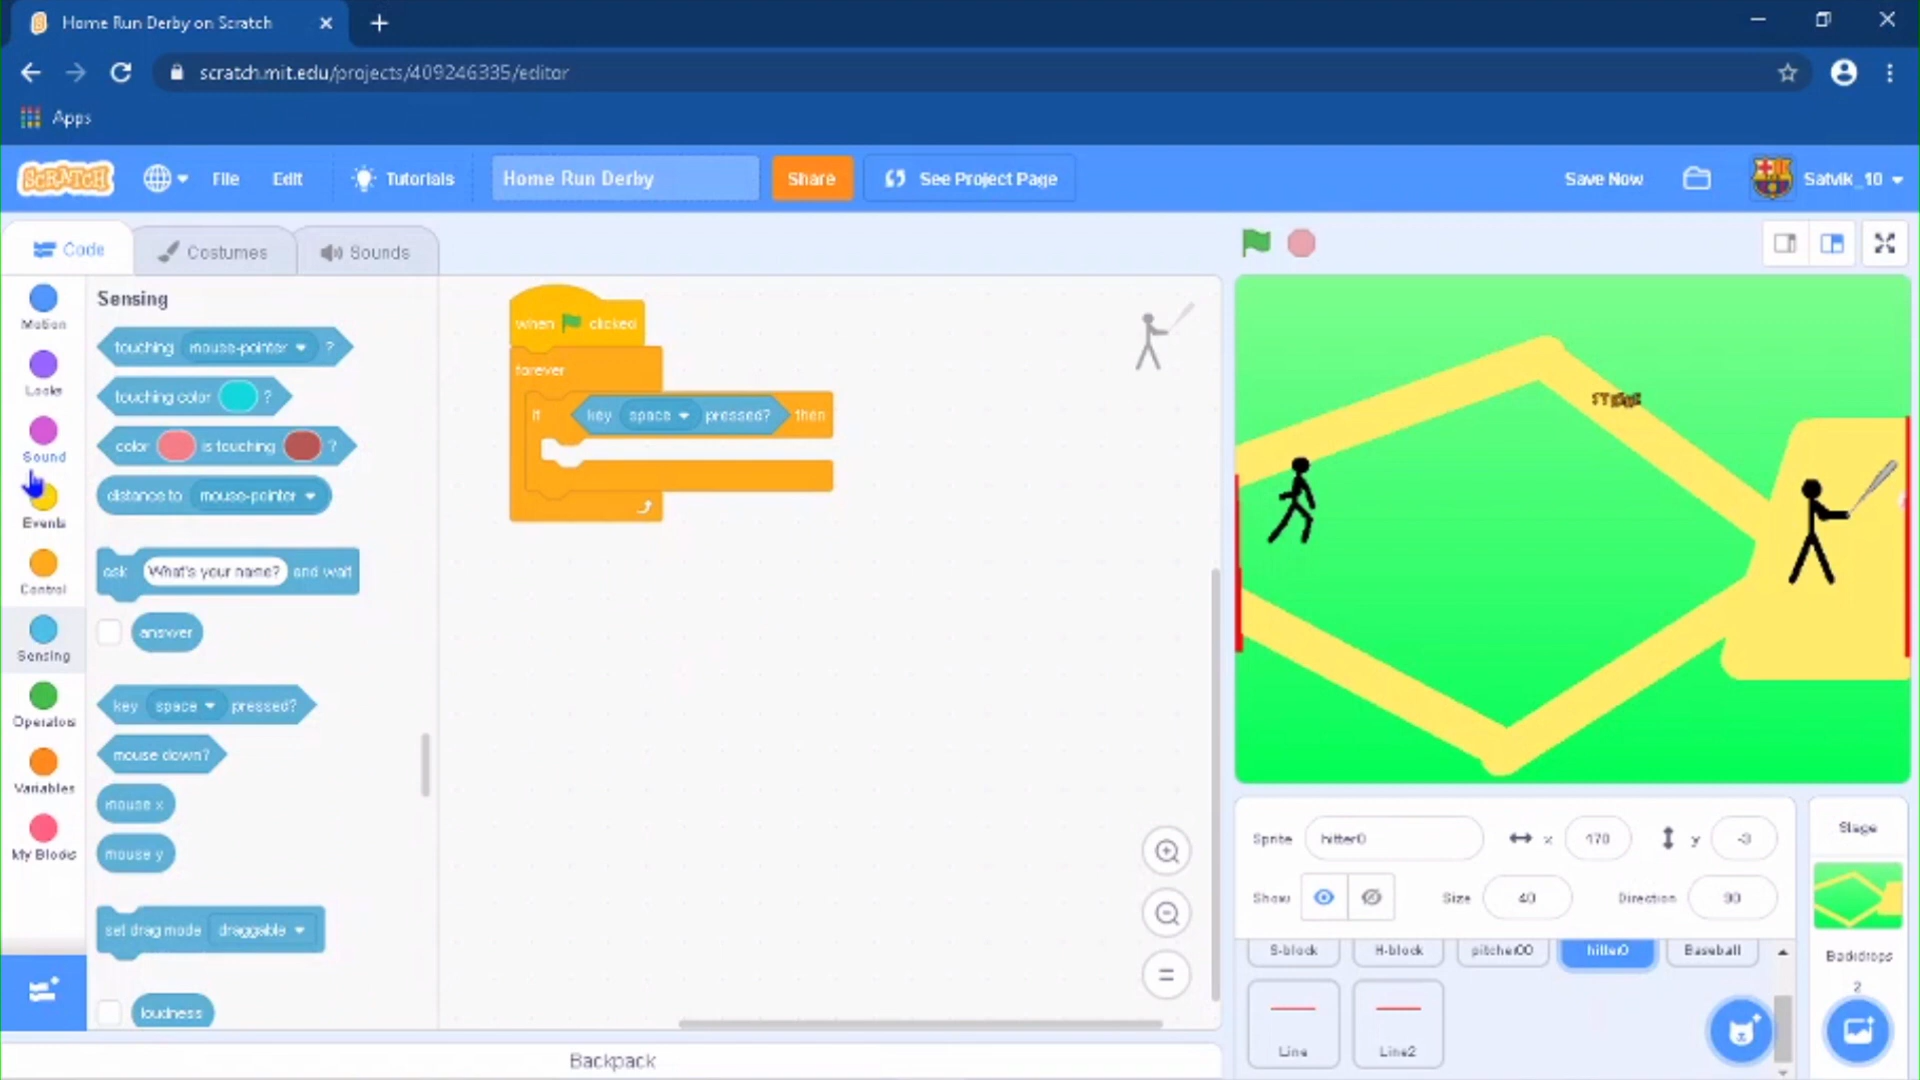 Home Run Derby on Scratch
scratch.mit.edu/projects/409246335/editor
Apps
SCRATCH File Edit Tutorials Home Run Derby Share See Project Page Save Now Satvik_10
Code Costumes Sounds
Motion
Looks
Sound
Events
Control
Sensing
Operators
Variables
My Blocks
Sensing
touching mouse-pointer ?
touching color ?
color is touching ?
distance to mouse-pointer
ask What's your name? and wait
answer
key space pressed?
mouse down?
mouse x
mouse y
set drag mode draggable
loudness
when clicked
forever
if key space pressed? then
Backpack
Sprite hitter0 x 170 y -3
Show Size 40 Direction 90
S-block H-block pitcher00 hitter0 Baseball
Line Line2
Stage
Backdrops
2